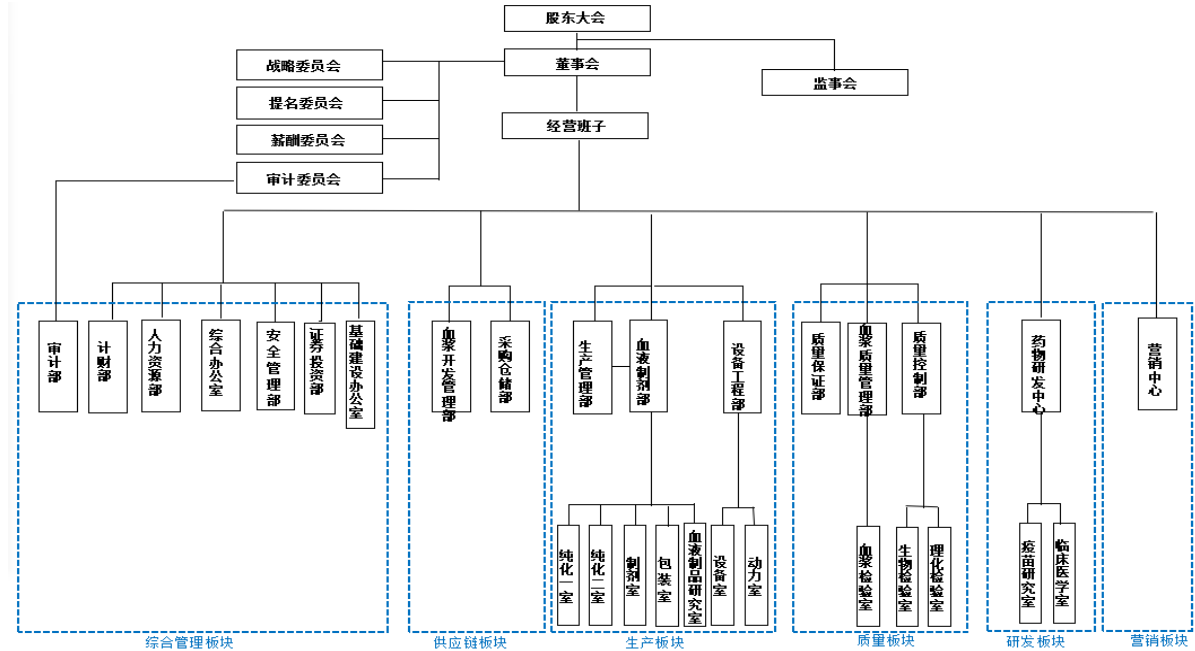 股东大会
董事会
监事会
战略委员会
提名委员会
薪酬委员会
审计委员会
经营班子
审计部
计财部
人力资源部
综合办公室
安全管理部
证券投资部
基础建设办公室
血浆开发管理部
采购仓储部
生产管理部
血液制剂部
设备工程部
质量保证部
血浆质量管理部
质量控制部
药物研发中心
营销中心
纯化一室
纯化二室
制剂室
包装室
血液制品研究室
设备室
动力室
血浆检验室
生物检验室
理化检验室
疫苗研究室
临床医学室
综合管理板块
供应链板块
生产板块
质量板块
研发板块
营销板块